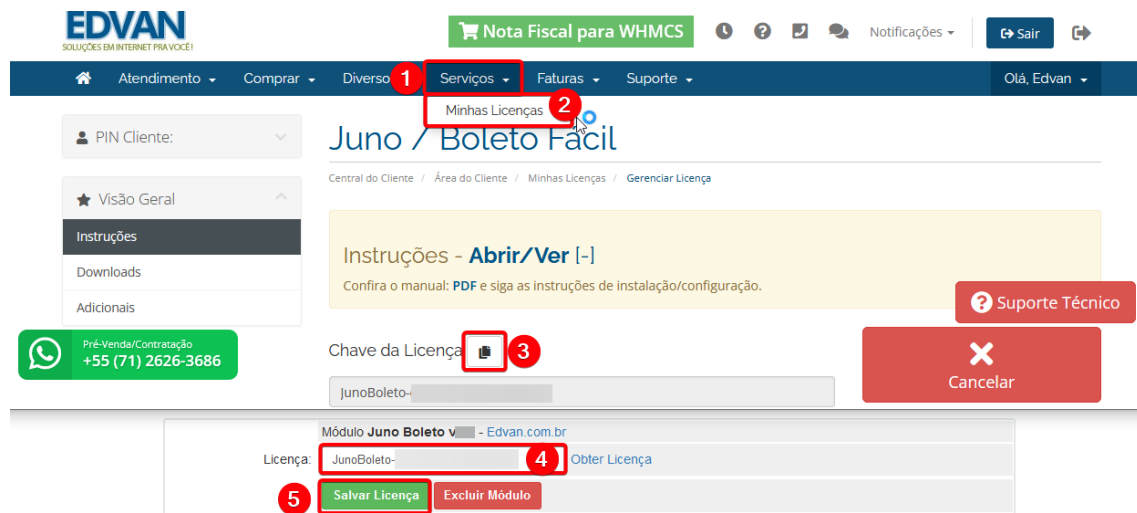 EDVAN
SOLUÇÕES EM INTERNET PRA VOCÊ!
Nota Fiscal para WHMCS
Notificações
Sair
Atendimento
Comprar
Diverso
1
Serviços
Faturas
Suporte
Olá, Edvan
Minhas Licenças
2
PIN Cliente:
Juno / Boleto Fácil
Central do Cliente / Área do Cliente / Minhas Licenças / Gerenciar Licença
Visão Geral
Instruções
Downloads
Adicionais
Instruções - Abrir/Ver [-]
Confira o manual: PDF e siga as instruções de instalação/configuração.
Suporte Técnico
Pré-Venda/Contratação
+55 (71) 2626-3686
Chave da Licença
3
Cancelar
JunoBoleto-
Módulo Juno Boleto v - Edvan.com.br
Licença: JunoBoleto- 4 Obter Licença
5 Salvar Licença Excluir Módulo